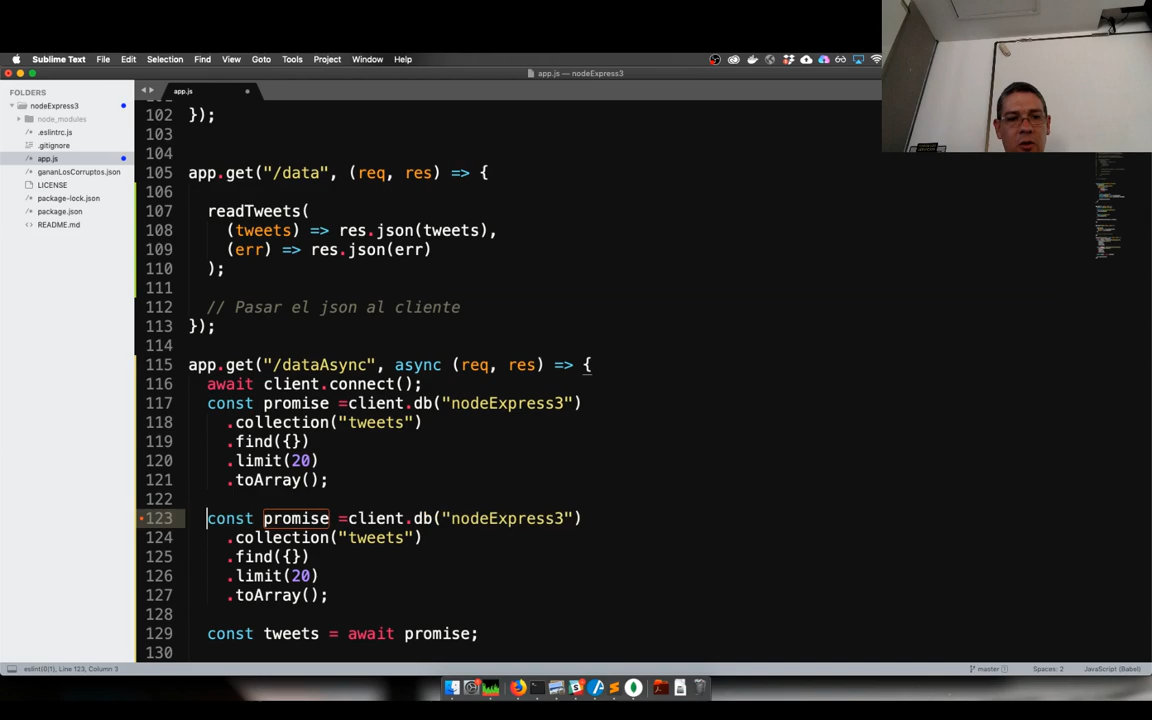 Sublime Text File Edit Selection Find View Goto Tools Project Window Help
app.js — nodeExpress3
FOLDERS
nodeExpress3
node_modules
.eslintrc.js
.gitignore
app.js
gananLosCorruptos.json
LICENSE
package-lock.json
package.json
README.md
app.js
102 });
103
104
105 app.get("/data", (req, res) => {
106
107 readTweets(
108 (tweets) => res.json(tweets),
109 (err) => res.json(err)
110 );
111
112 // Pasar el json al cliente
113 });
114
115 app.get("/dataAsync", async (req, res) => {
116 await client.connect();
117 const promise =client.db("nodeExpress3")
118 .collection("tweets")
119 .find({})
120 .limit(20)
121 .toArray();
122
123 const promise =client.db("nodeExpress3")
124 .collection("tweets")
125 .find({})
126 .limit(20)
127 .toArray();
128
129 const tweets = await promise;
130
eslint(0|1), Line 123, Column 3 master 1 Spaces: 2 JavaScript (Babel)